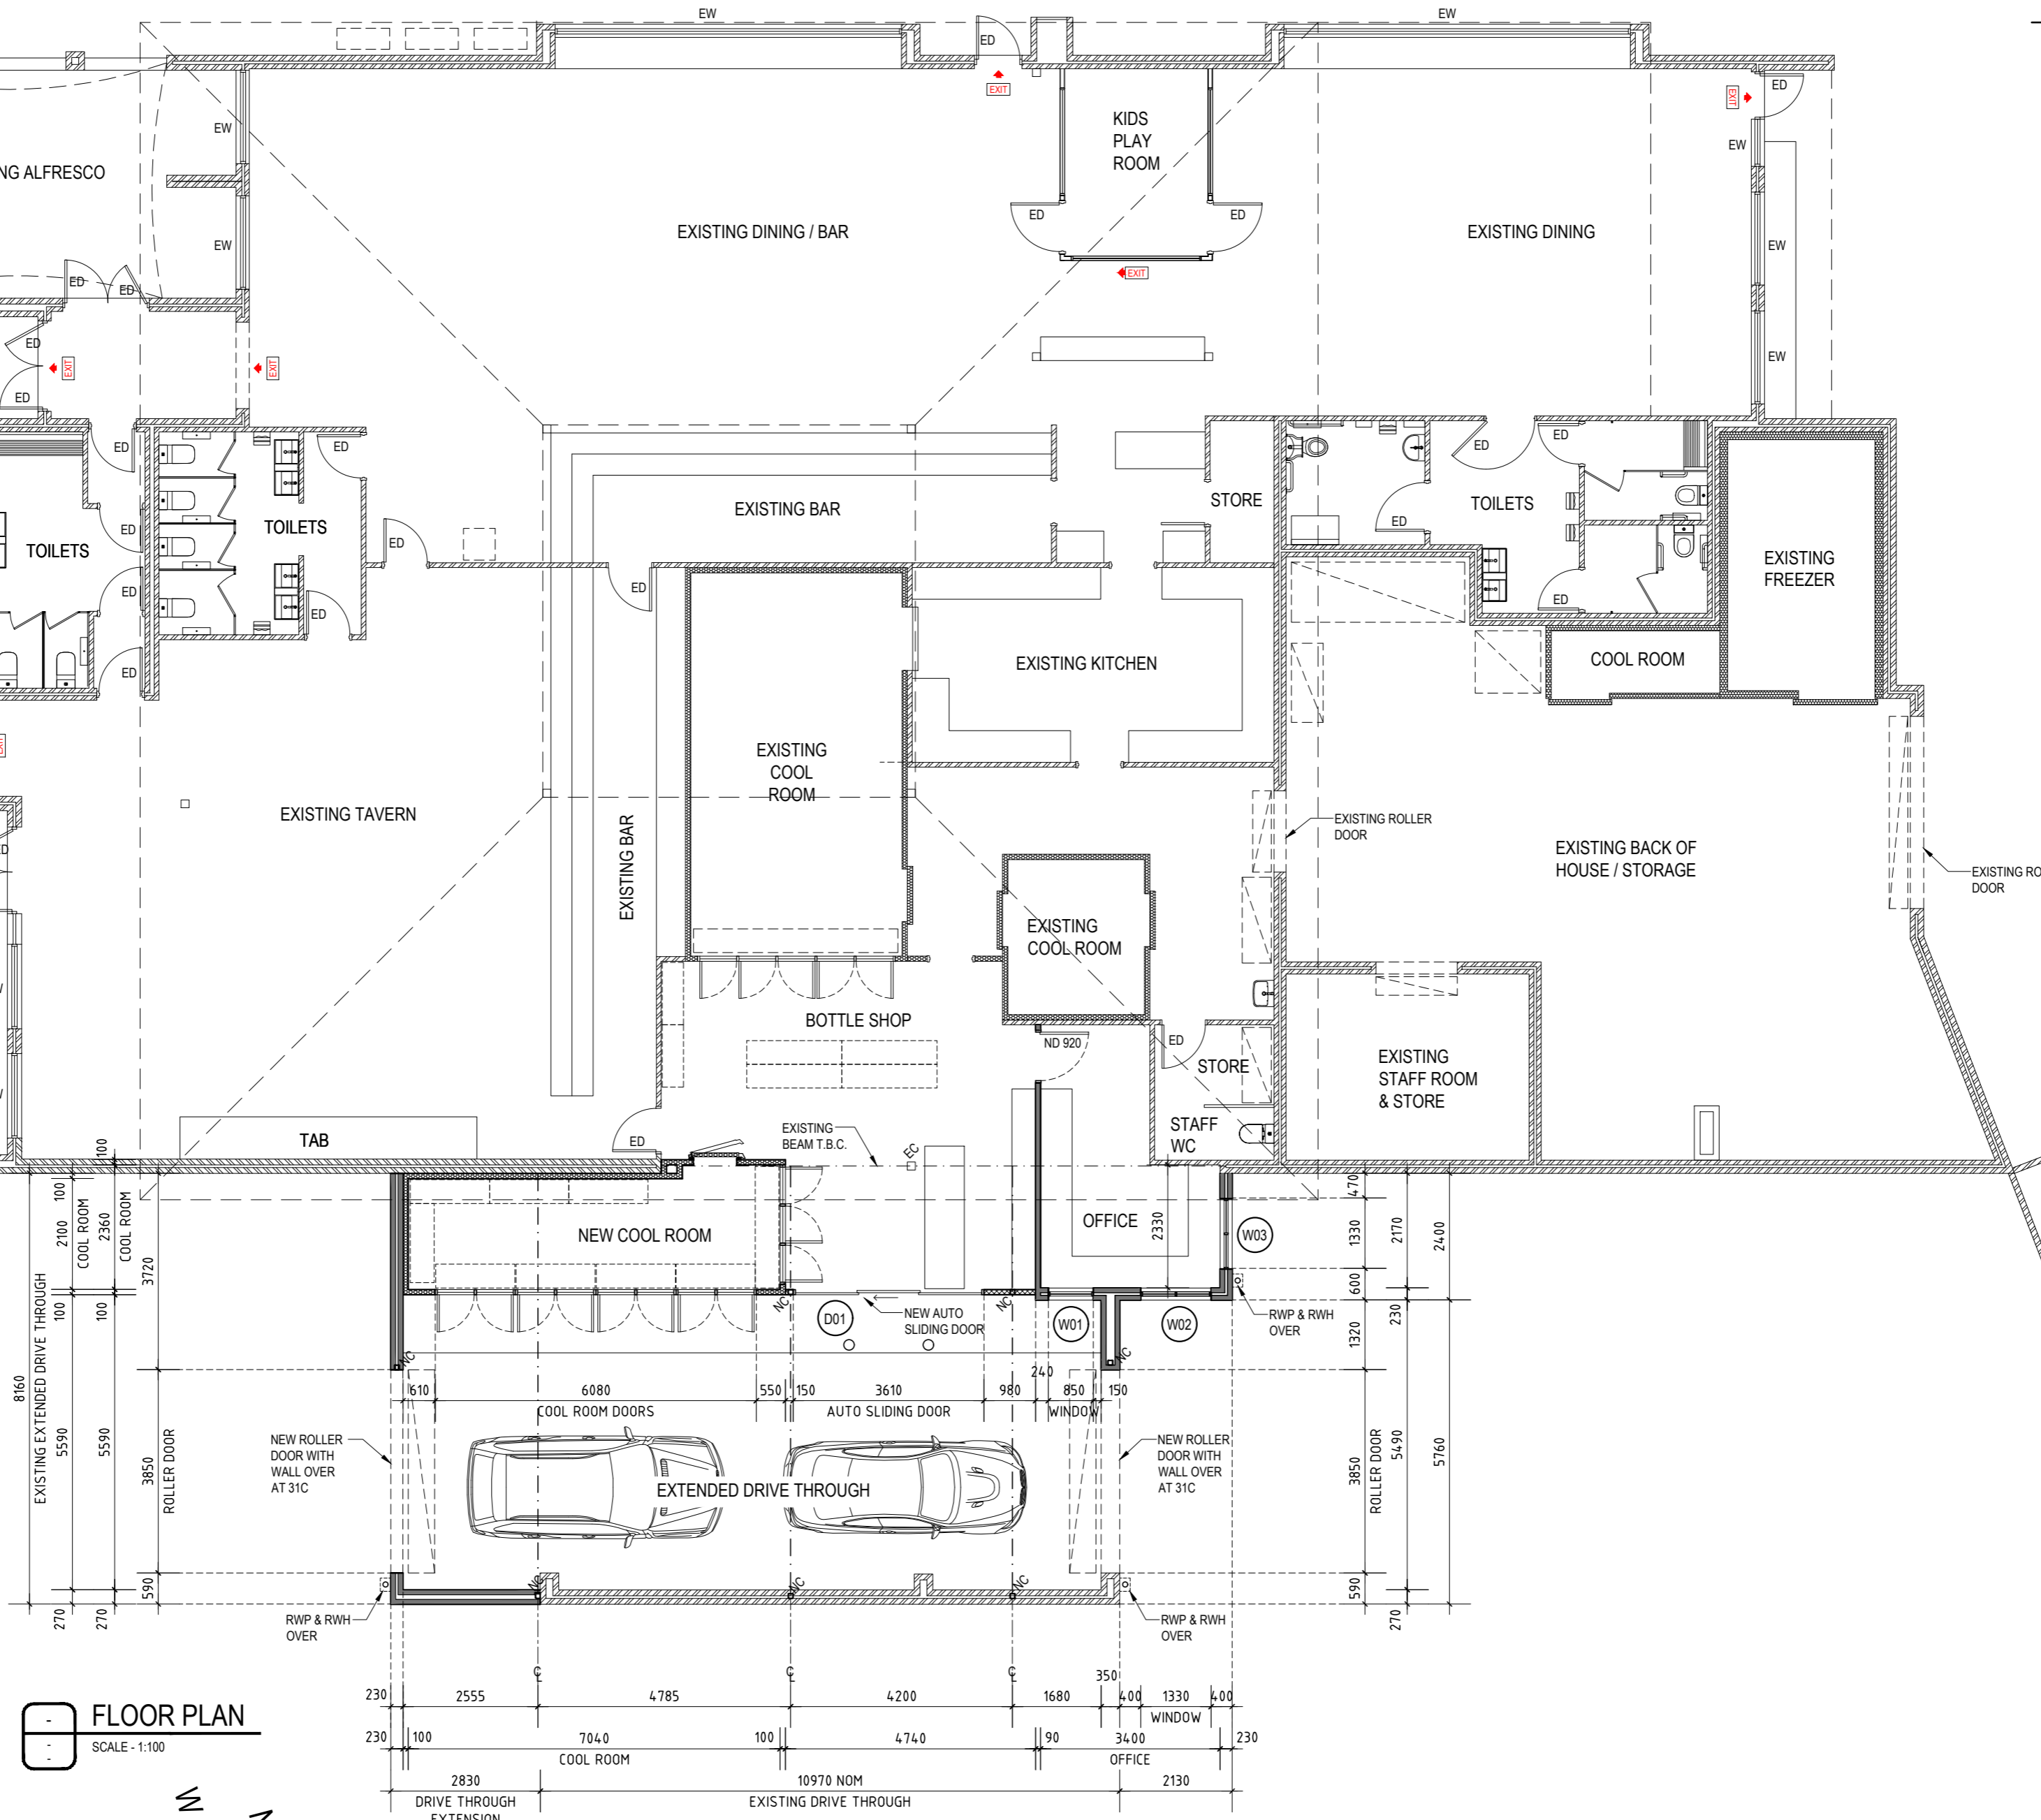 EW
EW
ED
EXIT
EXIT
ED
KIDS
PLAY
ROOM
EW
EW
NG ALFRESCO
EXISTING DINING / BAR
ED
ED
EXISTING DINING
EW
EW
EXIT
ED
ED
ED
EXIT
EXIT
EW
ED
ED
ED
ED
ED
STORE
TOILETS
EXISTING BAR
TOILETS
ED
ED
ED
TOILETS
EXISTING
FREEZER
ED
ED
ED
ED
ED
EXISTING KITCHEN
COOL ROOM
EXIT
EXISTING
COOL
ROOM
EXISTING TAVERN
EXISTING BAR
EXISTING ROLLER
DOOR
EXISTING BACK OF
HOUSE / STORAGE
EXISTING RO
DOOR
ED
EXISTING
COOL ROOM
BOTTLE SHOP
ND 920
ED
STORE
EXISTING
STAFF ROOM
& STORE
STAFF
WC
TAB
ED
EXISTING
BEAM T.B.C.
EC
NEW COOL ROOM
OFFICE
2330
W03
NC
D01
NEW AUTO
SLIDING DOOR
NC
W01
W02
RWP & RWH
OVER
NC
NC
100
100
2100
COOL ROOM
2360
COOL ROOM
3720
100
100
8160
EXISTING EXTENDED DRIVE THROUGH
5590
5590
3850
ROLLER DOOR
270
270
590
470
1330
2170
2400
600
230
1320
3850
ROLLER DOOR
5490
5760
590
270
240
610
6080
550
150
3610
980
850
150
COOL ROOM DOORS
AUTO SLIDING DOOR
WINDOW
NEW ROLLER
DOOR WITH
WALL OVER
AT 31C
EXTENDED DRIVE THROUGH
NEW ROLLER
DOOR WITH
WALL OVER
AT 31C
NC
NC
NC
RWP & RWH
OVER
RWP & RWH
OVER
350
230
2555
4785
4200
1680
400
1330
400
WINDOW
230
100
7040
100
4740
90
3400
230
COOL ROOM
OFFICE
2830
10970 NOM
2130
DRIVE THROUGH
EXTENSION
EXISTING DRIVE THROUGH
FLOOR PLAN
SCALE - 1:100